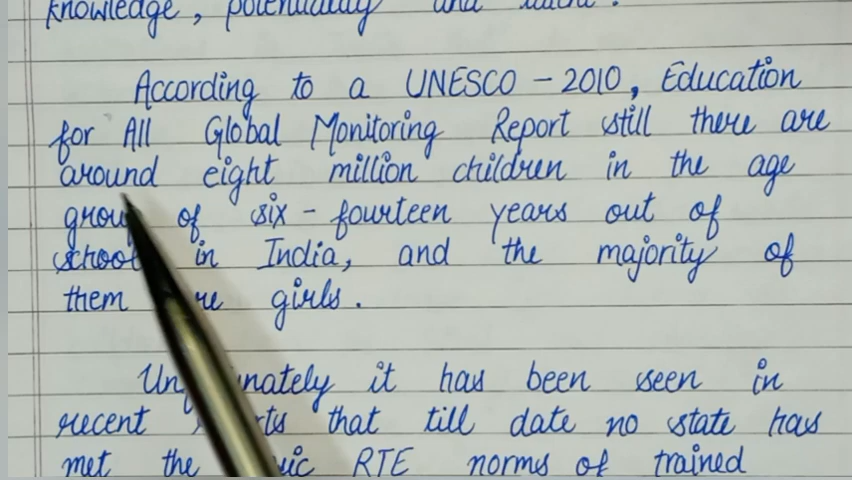 knowledge, potentiality and
According to a UNESCO - 2010, Education
for All Global Monitoring Report still there are
around eight million children in the age
group of six - fourteen years out of
school in India, and the majority of
them are girls.
Unfortunately it has been seen in
recent that till date no state has
met the RTE norms of trained